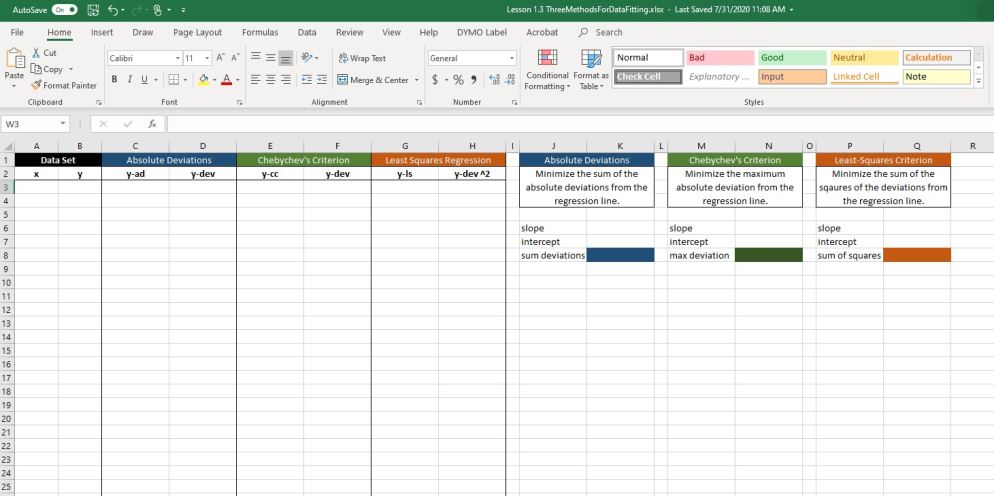 AutoSave On Lesson 1.3 ThreeMethodsForDataFitting.xlsx - Last Saved 7/31/2020 11:08 AM
File Home Insert Draw Page Layout Formulas Data Review View Help DYMO Label Acrobat Search
Paste
Cut
Copy
Format Painter
Clipboard
Calibri 11
B I U
Font
Wrap Text
Merge & Center
Alignment
General
$ % 9
Number
Conditional Formatting
Format as Table
Normal Bad Good Neutral Calculation
Check Cell Explanatory ... Input Linked Cell Note
Styles
W3 fx
A B C D E F G H I J K L M N O P Q R
1 Data Set Absolute Deviations Chebychev's Criterion Least Squares Regression Absolute Deviations Chebychev's Criterion Least-Squares Criterion
2 x y y-ad y-dev y-cc y-dev y-ls y-dev^2 Minimize the sum of the Minimize the maximum Minimize the sum of the
3 absolute deviations from the absolute deviation from the sqaures of the deviations from
4 regression line. regression line. the regression line.
5
6 slope slope slope
7 intercept intercept intercept
8 sum deviations max deviation sum of squares
9
10
11
12
13
14
15
16
17
18
19
20
21
22
23
24
25